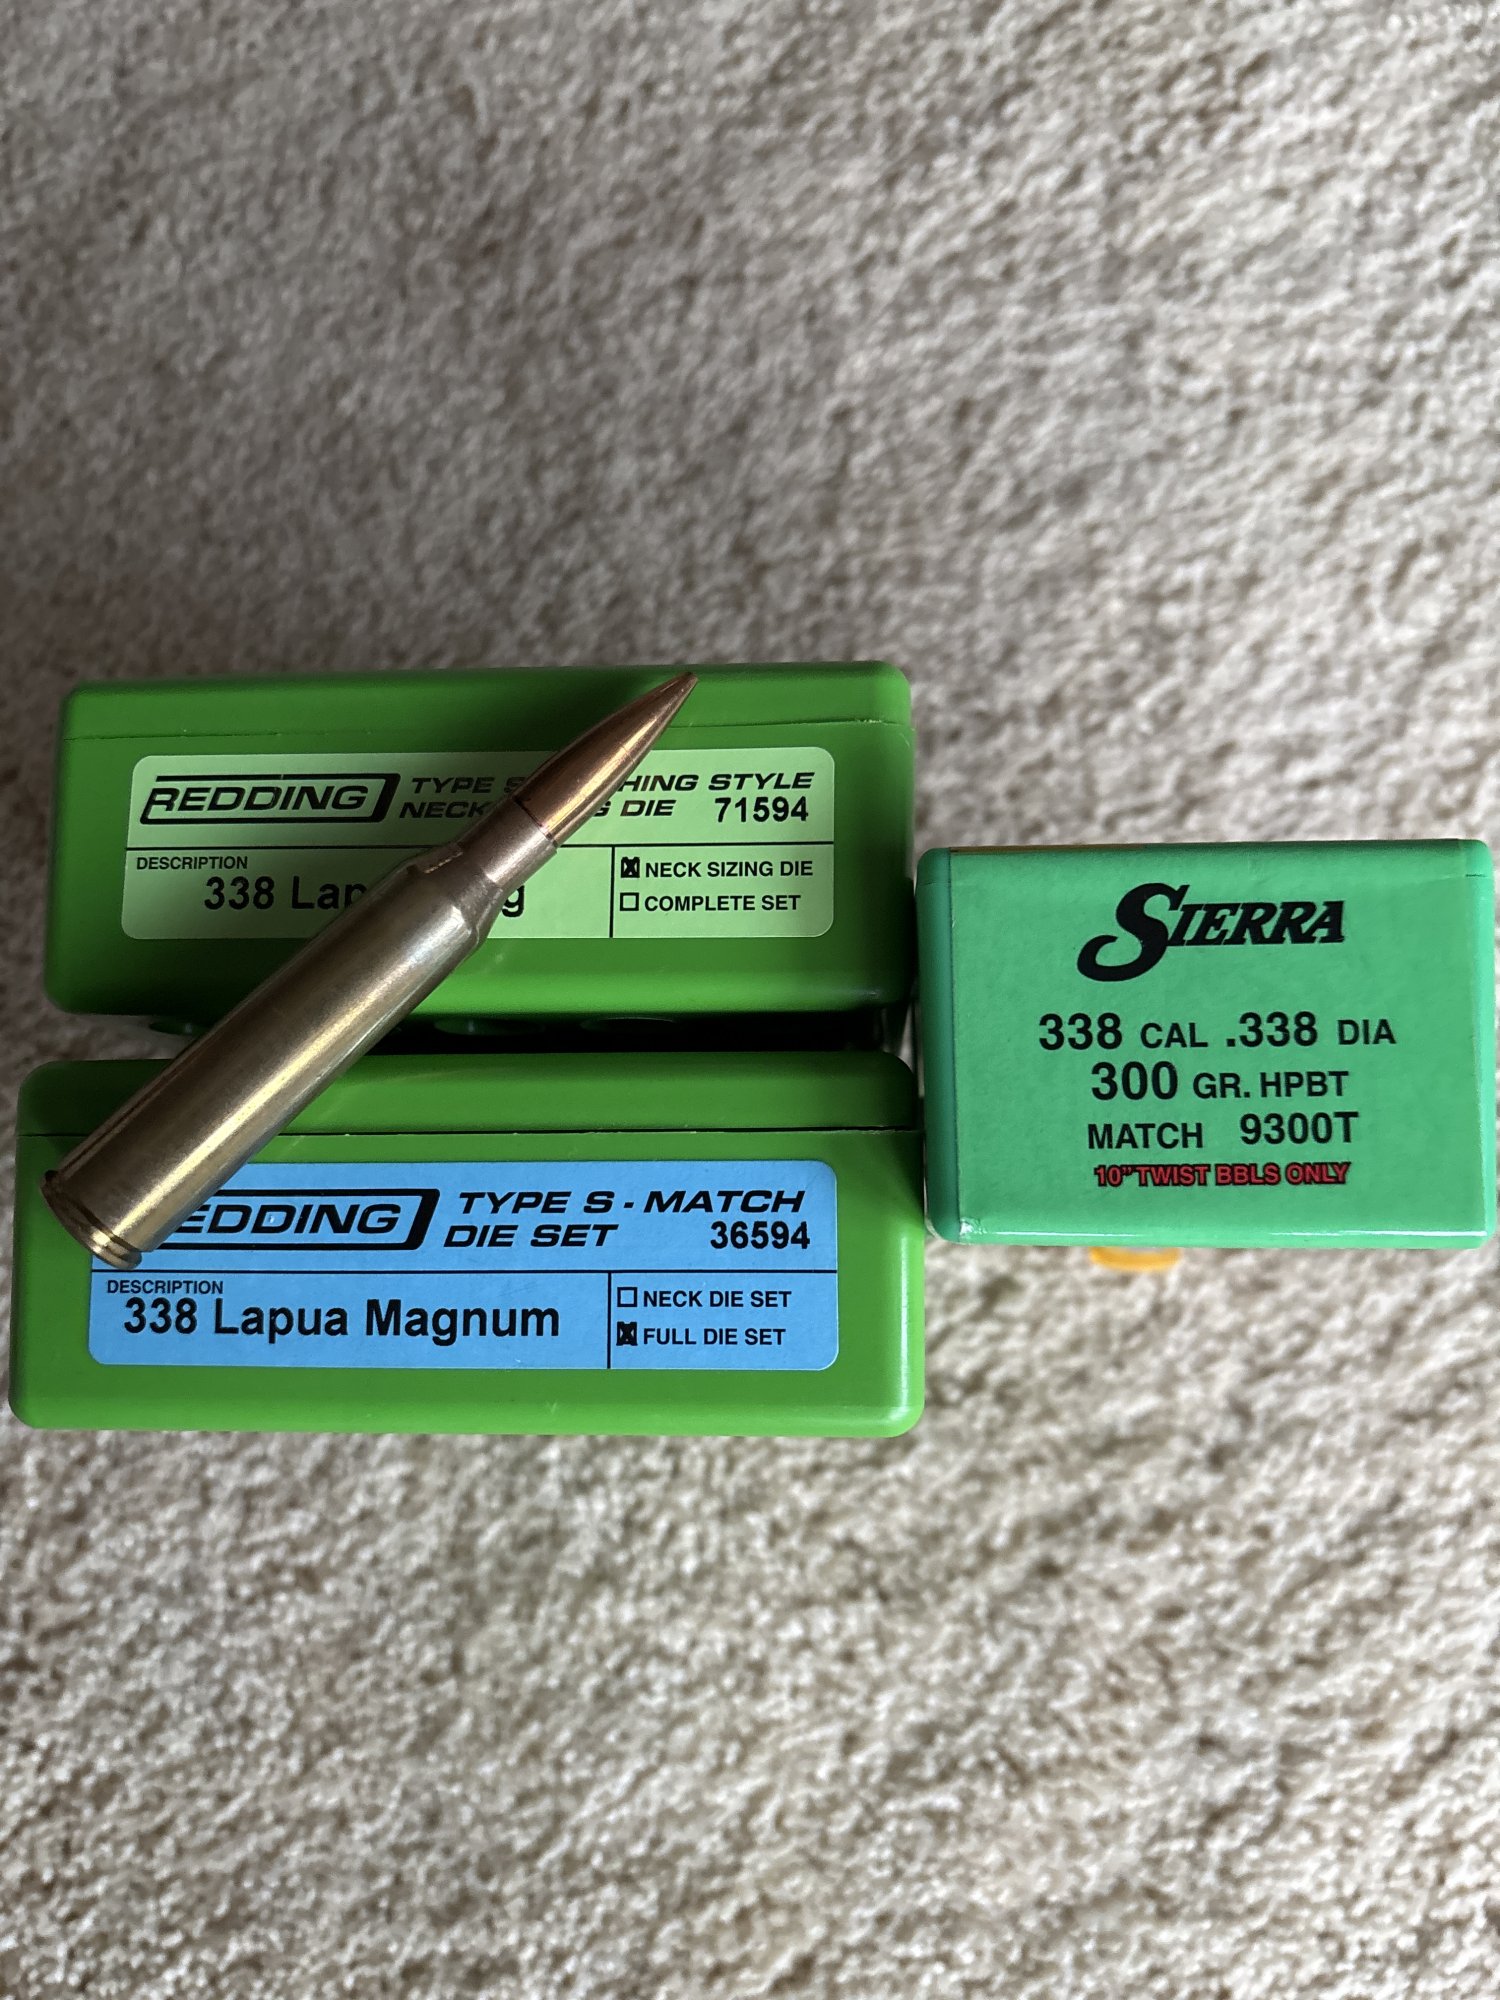 REDDING TYPE S HING STYLE
NECK G DIE 71594
DESCRIPTION
338 Lap g
☒ NECK SIZING DIE
☐ COMPLETE SET
EDDING TYPE S - MATCH
DIE SET 36594
DESCRIPTION
338 Lapua Magnum
☐ NECK DIE SET
☒ FULL DIE SET
SIERRA
338 CAL .338 DIA
300 GR. HPBT
MATCH 9300T
10" TWIST BBLS ONLY